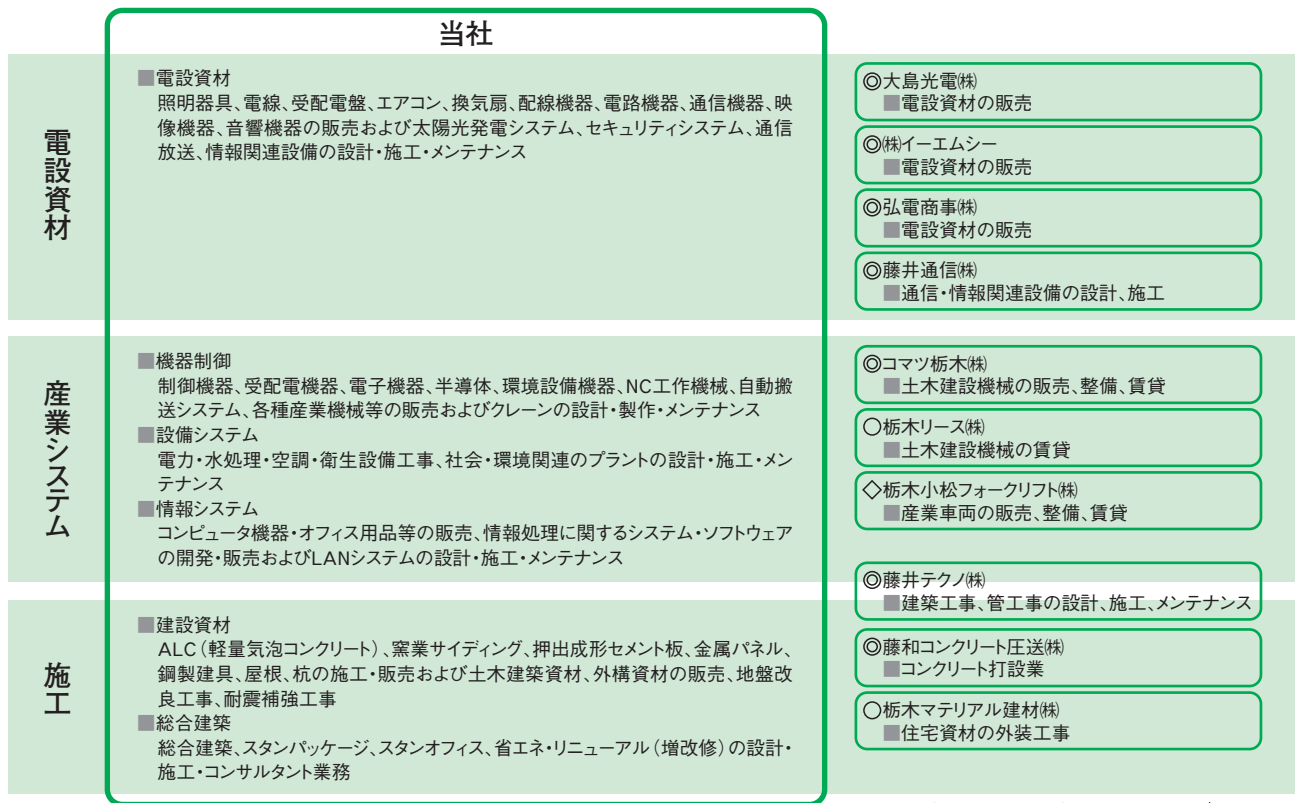 当社
電設資材
■電設資材
照明器具、電線、受配電盤、エアコン、換気扇、配線機器、電路機器、通信機器、映
像機器、音響機器の販売および太陽光発電システム、セキュリティシステム、通信
放送、情報関連設備の設計・施工・メンテナンス
◎大島光電㈱
■電設資材の販売
◎㈱イーエムシー
■電設資材の販売
◎弘電商事㈱
■電設資材の販売
◎藤井通信㈱
■通信・情報関連設備の設計、施工
産業システム
■機器制御
制御機器、受配電機器、電子機器、半導体、環境設備機器、NC工作機械、自動搬
送システム、各種産業機械等の販売およびクレーンの設計・製作・メンテナンス
■設備システム
電力・水処理・空調・衛生設備工事、社会・環境関連のプラントの設計・施工・メン
テナンス
■情報システム
コンピュータ機器・オフィス用品等の販売、情報処理に関するシステム・ソフトウェア
の開発・販売およびLANシステムの設計・施工・メンテナンス
◎コマツ栃木㈱
■土木建設機械の販売、整備、賃貸
○栃木リース㈱
■土木建設機械の賃貸
◇栃木小松フォークリフト㈱
■産業車両の販売、整備、賃貸
◎藤井テクノ㈱
■建築工事、管工事の設計、施工、メンテナンス
施工
■建設資材
ALC（軽量気泡コンクリート）、窯業サイディング、押出成形セメント板、金属パネル、
鋼製建具、屋根、杭の施工・販売および土木建築資材、外構資材の販売、地盤改
良工事、耐震補強工事
■総合建築
総合建築、スタンパッケージ、スタンオフィス、省エネ・リニューアル（増改修）の設計・
施工・コンサルタント業務
◎藤和コンクリート圧送㈱
■コンクリート打設業
○栃木マテリアル建材㈱
■住宅資材の外装工事